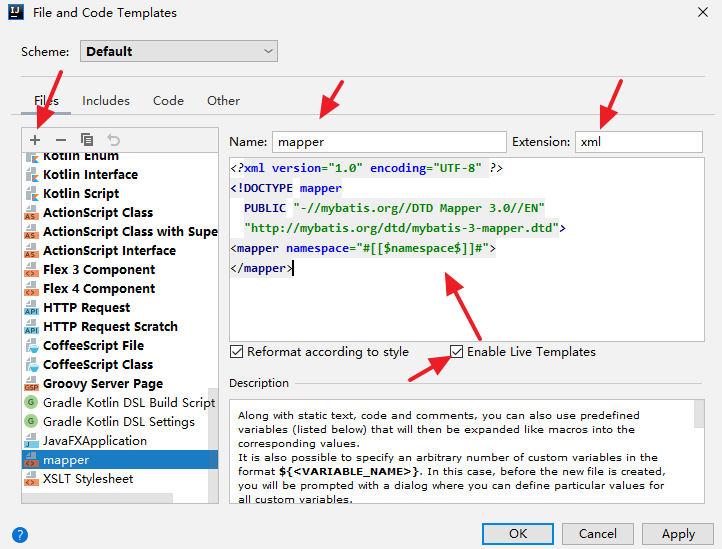 File and Code Templates
Scheme: Default
Files Includes Code Other
Kotlin Enum
Kotlin Interface
Kotlin Script
ActionScript Class
ActionScript Class with Supe
ActionScript Interface
Flex 3 Component
Flex 4 Component
HTTP Request
HTTP Request Scratch
CoffeeScript File
CoffeeScript Class
Groovy Server Page
Gradle Kotlin DSL Build Script
Gradle Kotlin DSL Settings
JavaFXApplication
mapper
XSLT Stylesheet
Name: mapper Extension: xml
<?xml version="1.0" encoding="UTF-8" ?>
<!DOCTYPE mapper
PUBLIC "-//mybatis.org//DTD Mapper 3.0//EN"
"http://mybatis.org/dtd/mybatis-3-mapper.dtd">
<mapper namespace="#[[$namespace$]]#">
</mapper>
Reformat according to style Enable Live Templates
Description
Along with static text, code and comments, you can also use predefined
variables (listed below) that will then be expanded like macros into the
corresponding values.
It is also possible to specify an arbitrary number of custom variables in the
format ${<VARIABLE_NAME>}. In this case, before the new file is created,
you will be prompted with a dialog where you can define particular values for
all custom variables.
? OK Cancel Apply